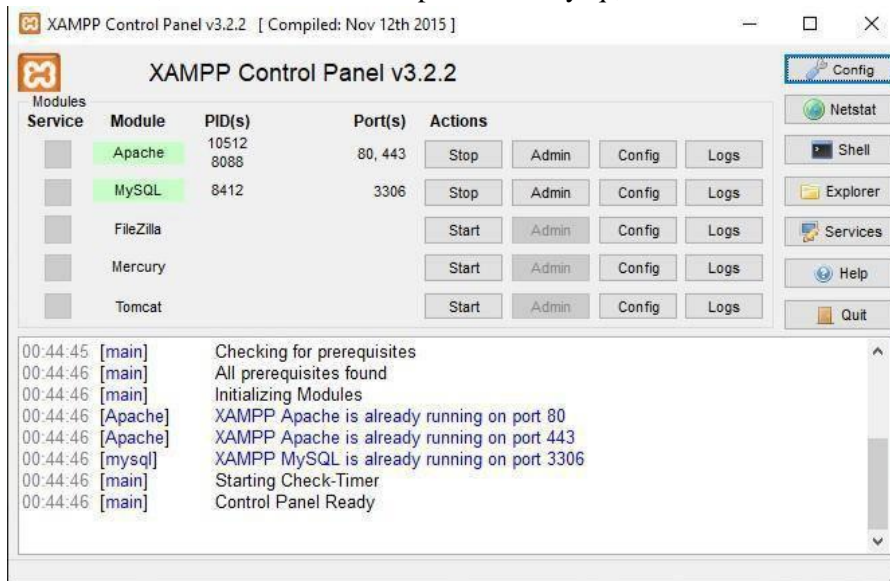 XAMPP Control Panel v3.2.2 [ Compiled: Nov 12th 2015 ]
XAMPP Control Panel v3.2.2
Config
Modules
Service Module PID(s) Port(s) Actions
Netstat
Apache 10512 8088 80, 443 Stop Admin Config Logs
Shell
MySQL 8412 3306 Stop Admin Config Logs
Explorer
FileZilla Start Admin Config Logs
Services
Mercury Start Admin Config Logs
Help
Tomcat Start Admin Config Logs
Quit
00:44:45 [main] Checking for prerequisites
00:44:46 [main] All prerequisites found
00:44:46 [main] Initializing Modules
00:44:46 [Apache] XAMPP Apache is already running on port 80
00:44:46 [Apache] XAMPP Apache is already running on port 443
00:44:46 [mysql] XAMPP MySQL is already running on port 3306
00:44:46 [main] Starting Check-Timer
00:44:46 [main] Control Panel Ready